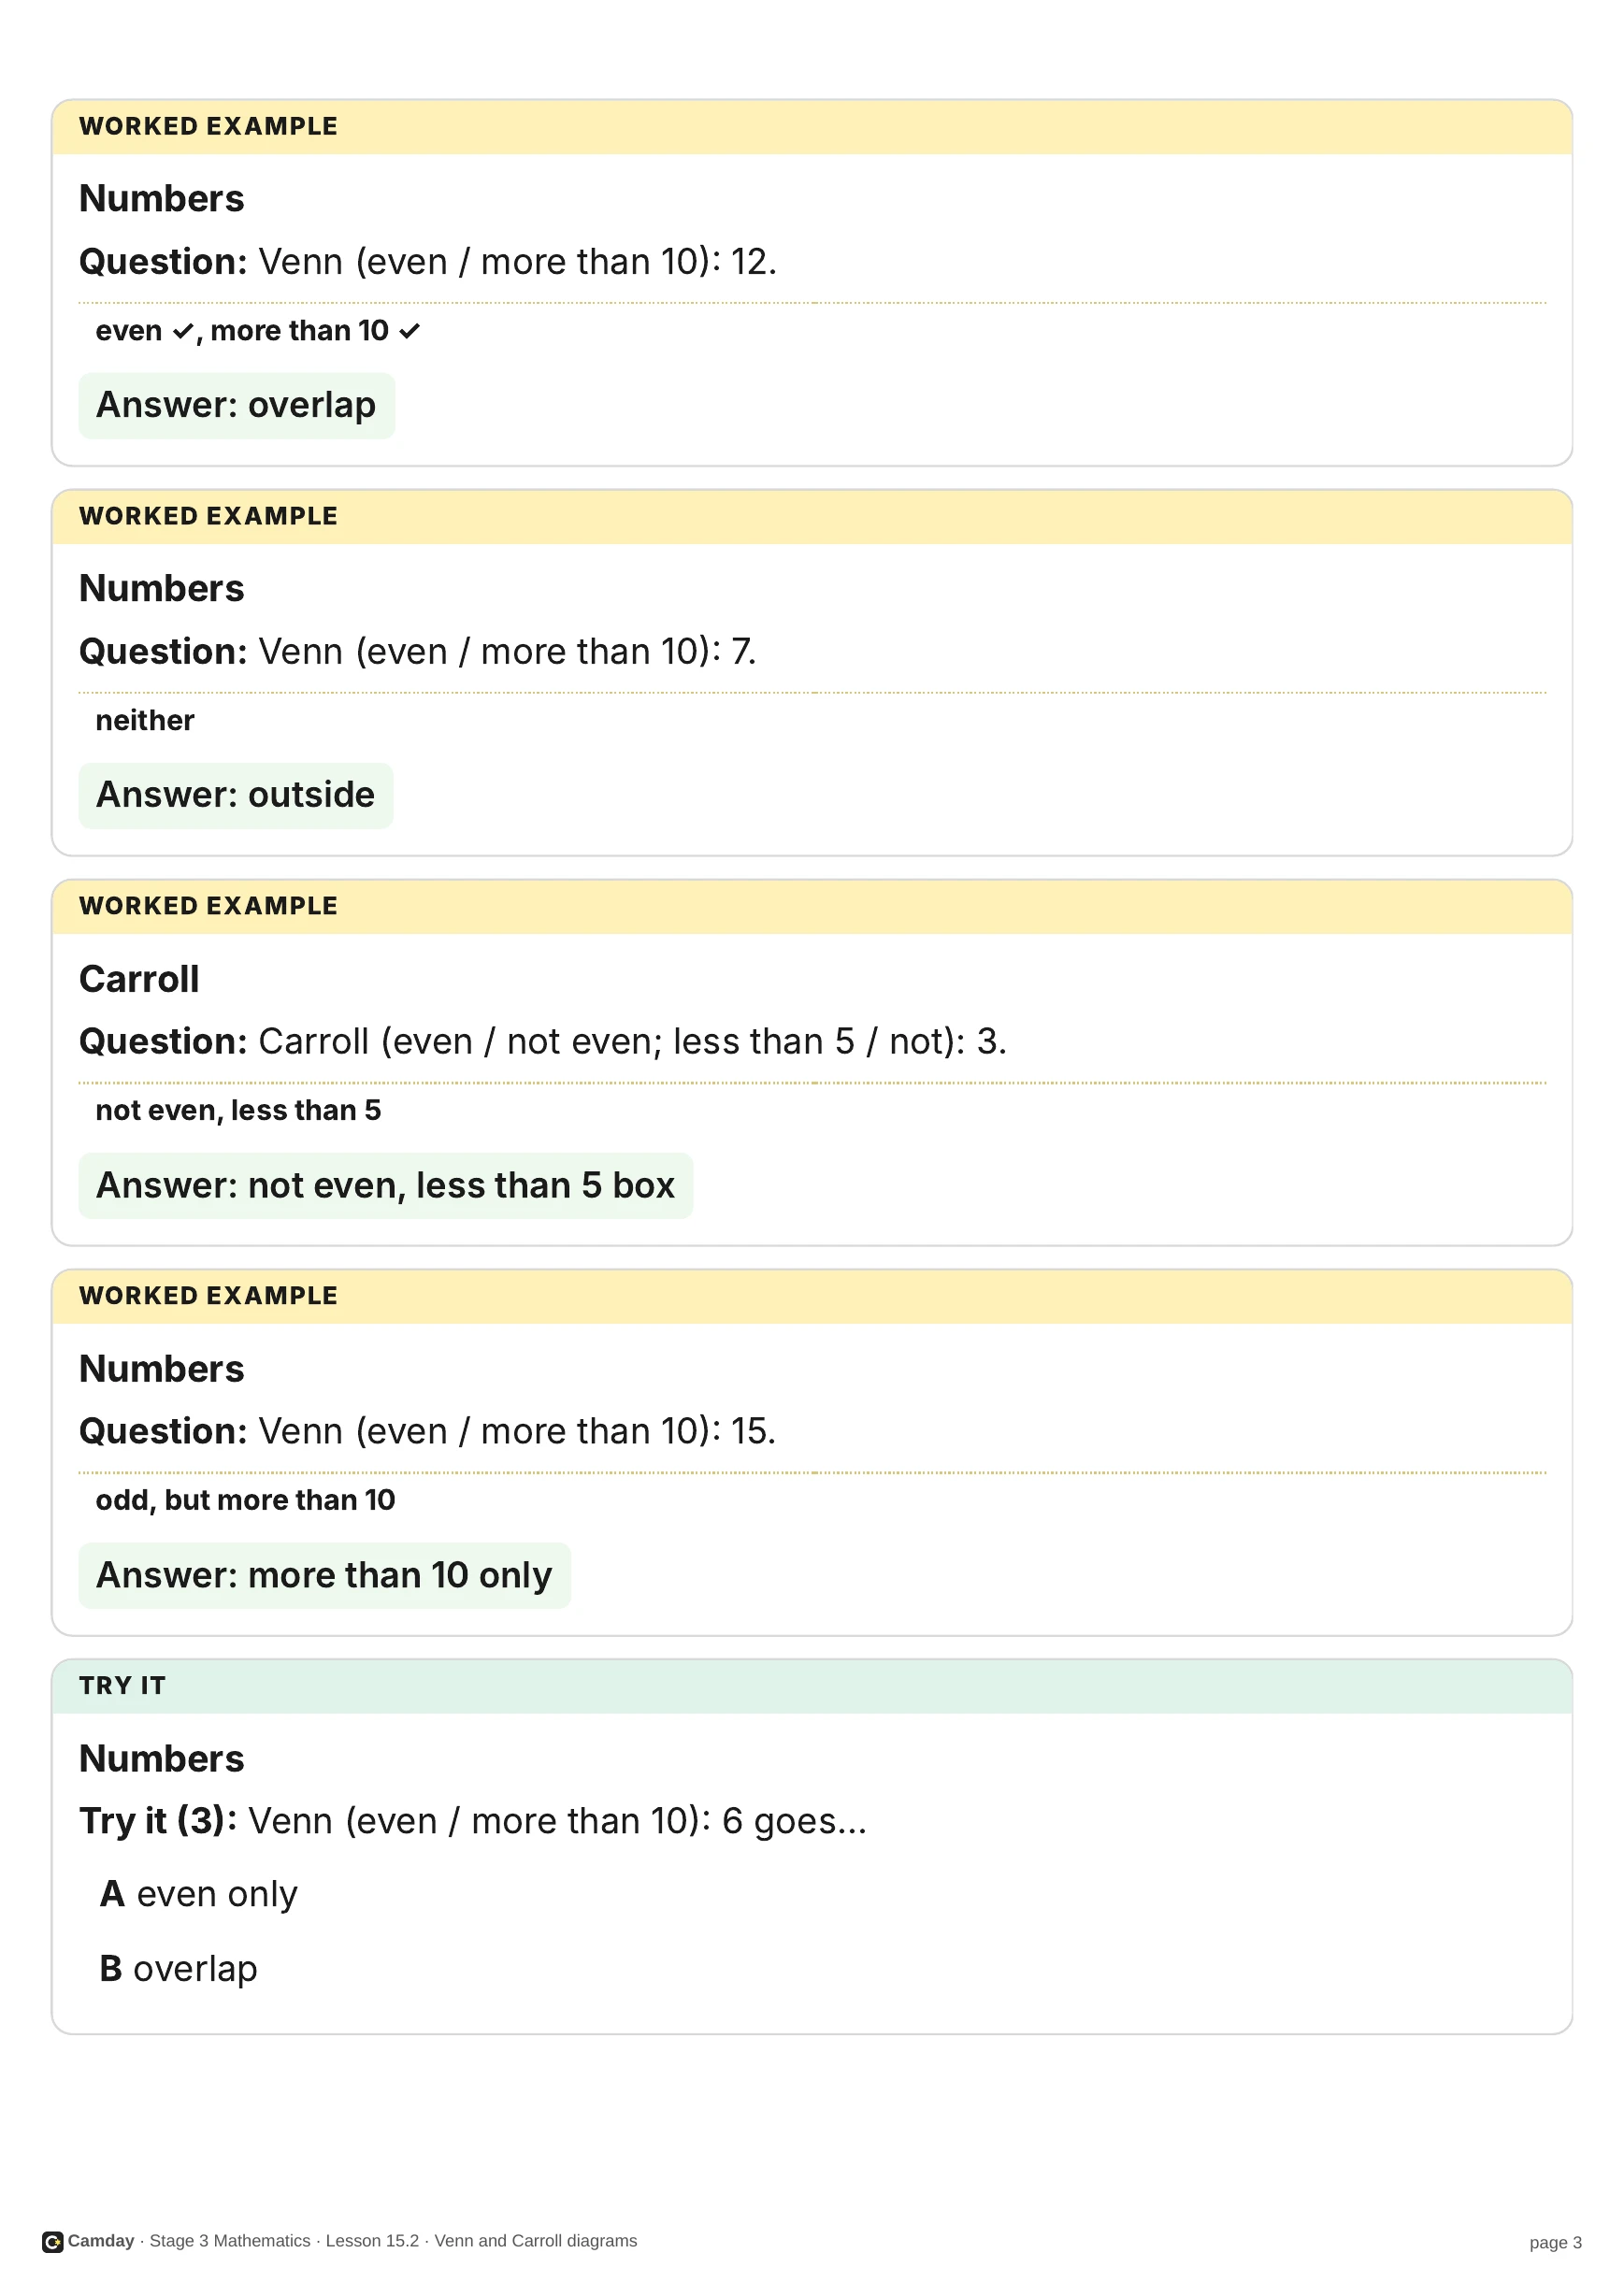 WORKED EXAMPLE
Numbers
Question: Venn (even / more than 10): 12.
even ✓, more than 10 ✓
Answer: overlap
WORKED EXAMPLE
Numbers
Question: Venn (even / more than 10): 7.
neither
Answer: outside
WORKED EXAMPLE
Carroll
Question: Carroll (even / not even; less than 5 / not): 3.
not even, less than 5
Answer: not even, less than 5 box
WORKED EXAMPLE
Numbers
Question: Venn (even / more than 10): 15.
odd, but more than 10
Answer: more than 10 only
TRY IT
Numbers
Try it (3): Venn (even / more than 10): 6 goes...
A even only
B overlap
Camday · Stage 3 Mathematics · Lesson 15.2 · Venn and Carroll diagrams
page 3